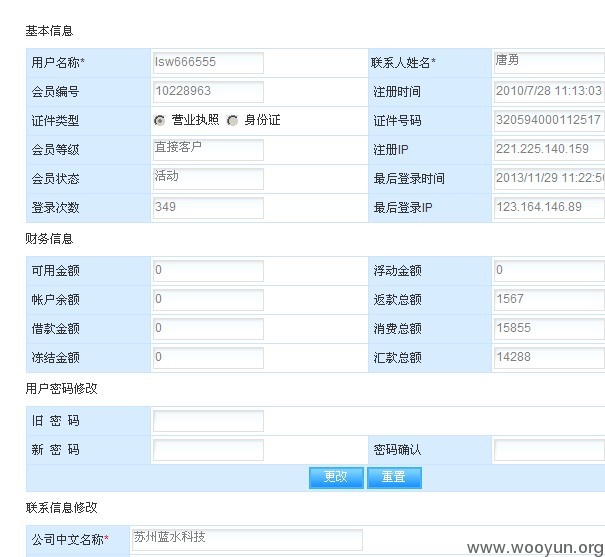 基本信息
用户名称* lsw666555 联系人姓名* 唐勇
会员编号 10228963 注册时间 2010/7/28 11:13:03
证件类型 营业执照 身份证 证件号码 320594000112517
会员等级 直接客户 注册IP 221.225.140.159
会员状态 活动 最后登录时间 2013/11/29 11:22:56
登录次数 349 最后登录IP 123.164.146.89
财务信息
可用金额 0 浮动金额 0
帐户余额 0 返款总额 1567
借款金额 0 消费总额 15855
冻结金额 0 汇款总额 14288
用户密码修改
旧 密 码
新 密 码 密码确认
更改 重置
联系信息修改
公司中文名称* 苏州蓝水科技
www.wooyun.org